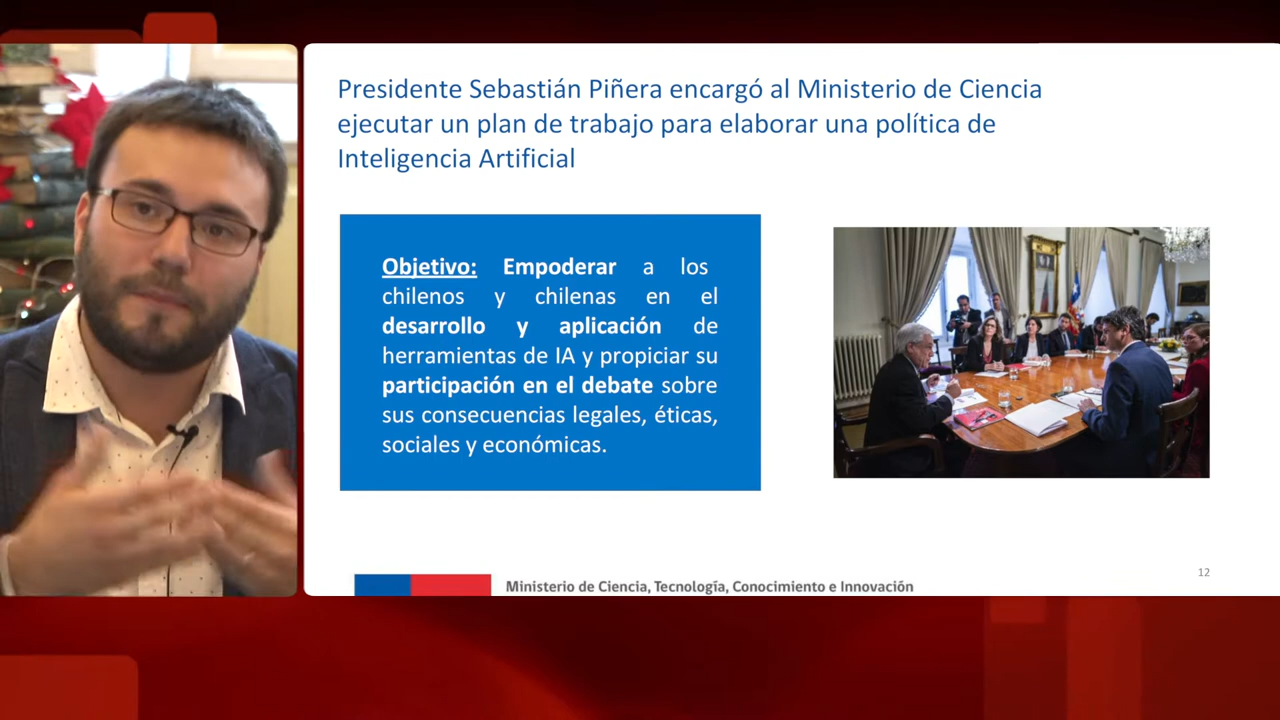 Presidente Sebastián Piñera encargó al Ministerio de Ciencia
ejecutar un plan de trabajo para elaborar una política de
Inteligencia Artificial
Objetivo: Empoderar a los
chilenos y chilenas en el
desarrollo y aplicación de
herramientas de IA y propiciar su
participación en el debate sobre
sus consecuencias legales, éticas,
sociales y económicas.
12
Ministerio de Ciencia, Tecnología, Conocimiento e Innovación